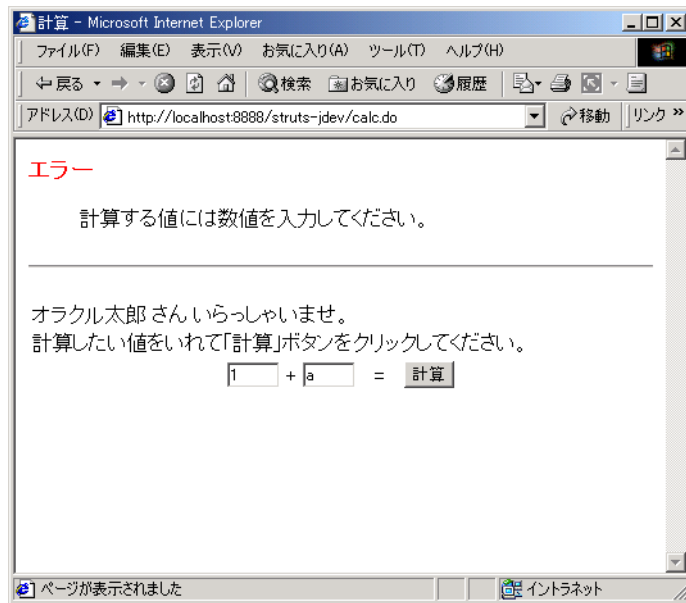 計算 - Microsoft Internet Explorer
ファイル(F) 編集(E) 表示(V) お気に入り(A) ツール(T) ヘルプ(H)
戻る 検索 お気に入り 履歴
アドレス(D) http://localhost:8888/struts-jdev/calc.do 移動 リンク »
エラー
計算する値には数値を入力してください。
オラクル太郎 さん いらっしゃいませ。
計算したい値をいれて「計算」ボタンをクリックしてください。
1 + a = 計算
ページが表示されました イントラネット